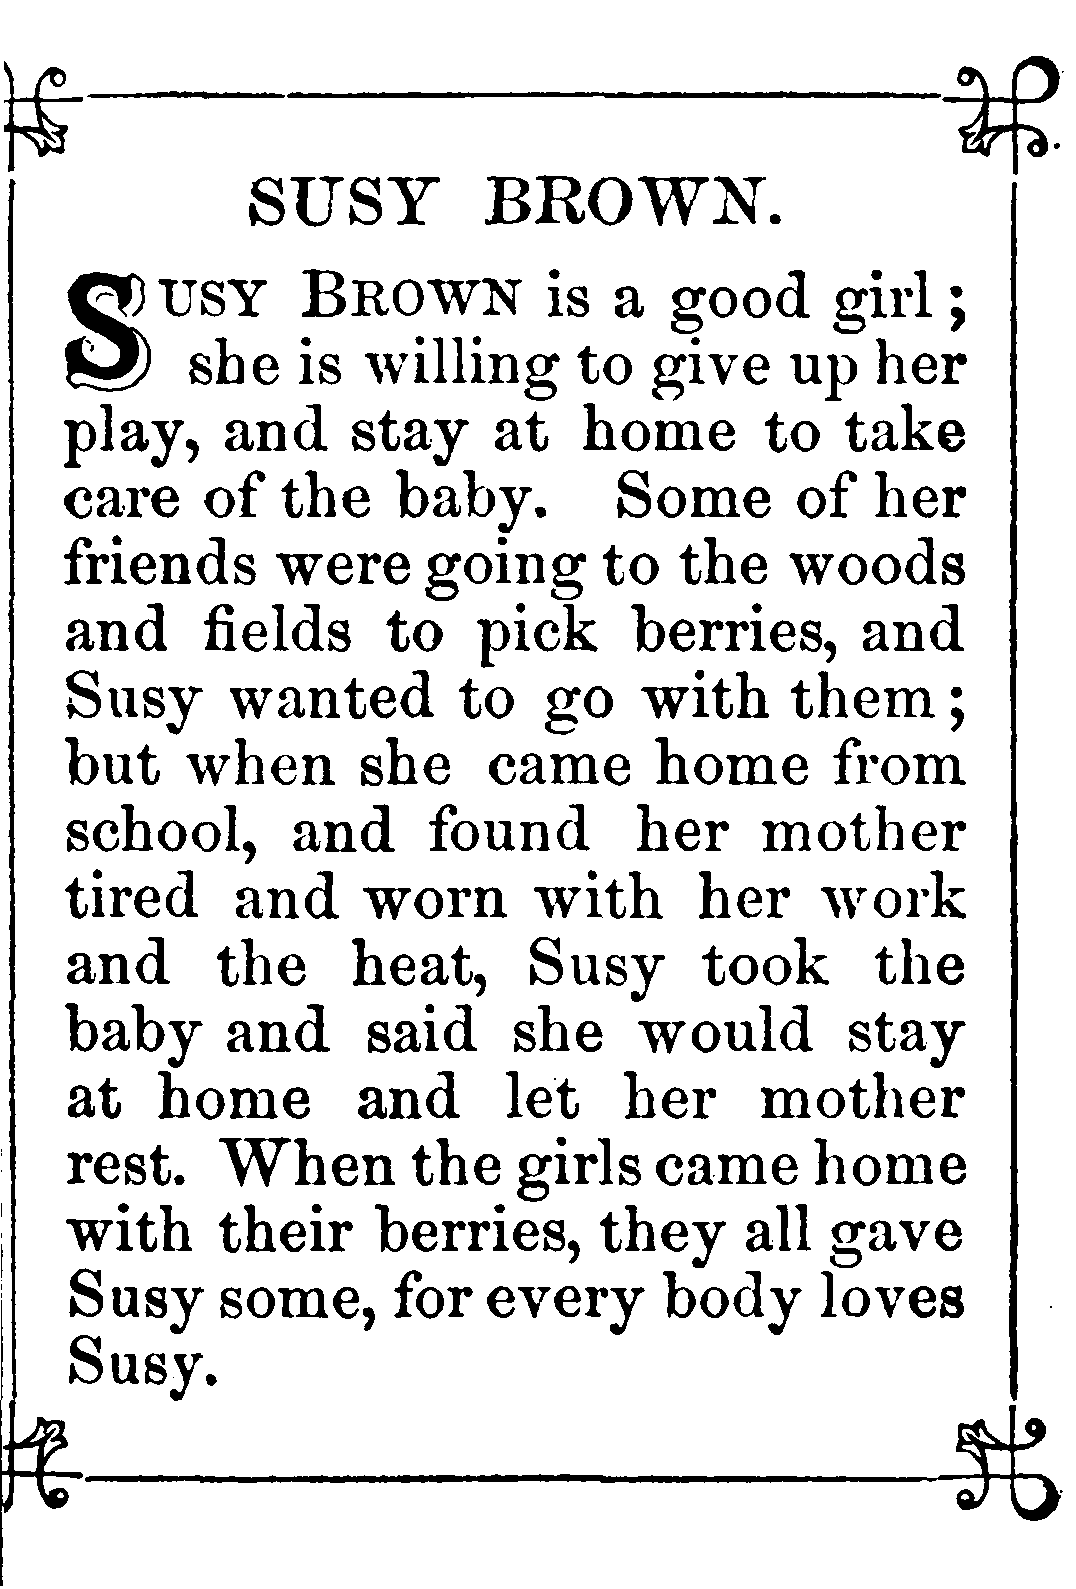 SUSY BROWN.
SUSY BROWN is a good girl;
she is willing to give up her
play, and stay at home to take
care of the baby. Some of her
friends were going to the woods
and fields to pick berries, and
Susy wanted to go with them;
but when she came home from
school, and found her mother
tired and worn with her work
and the heat, Susy took the
baby and said she would stay
at home and let her mother
rest. When the girls came home
with their berries, they all gave
Susy some, for every body loves
Susy.